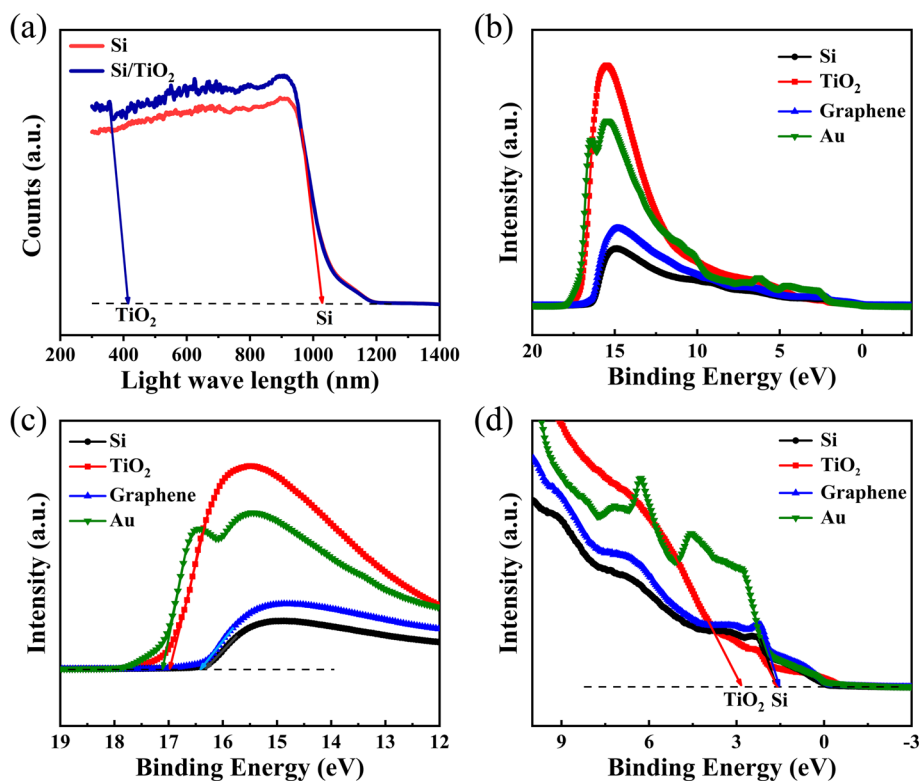 (a)
Si
Si/TiO₂
Counts (a.u.)
TiO₂
Si
200 400 600 800 1000 1200 1400
Light wave length (nm)
(b)
Si
TiO₂
Graphene
Au
Intensity (a.u.)
20 15 10 5 0
Binding Energy (eV)
(c)
Si
TiO₂
Graphene
Au
Intensity (a.u.)
19 18 17 16 15 14 13 12
Binding Energy (eV)
(d)
Si
TiO₂
Graphene
Au
Intensity (a.u.)
TiO₂ Si
9 6 3 0 -3
Binding Energy (eV)